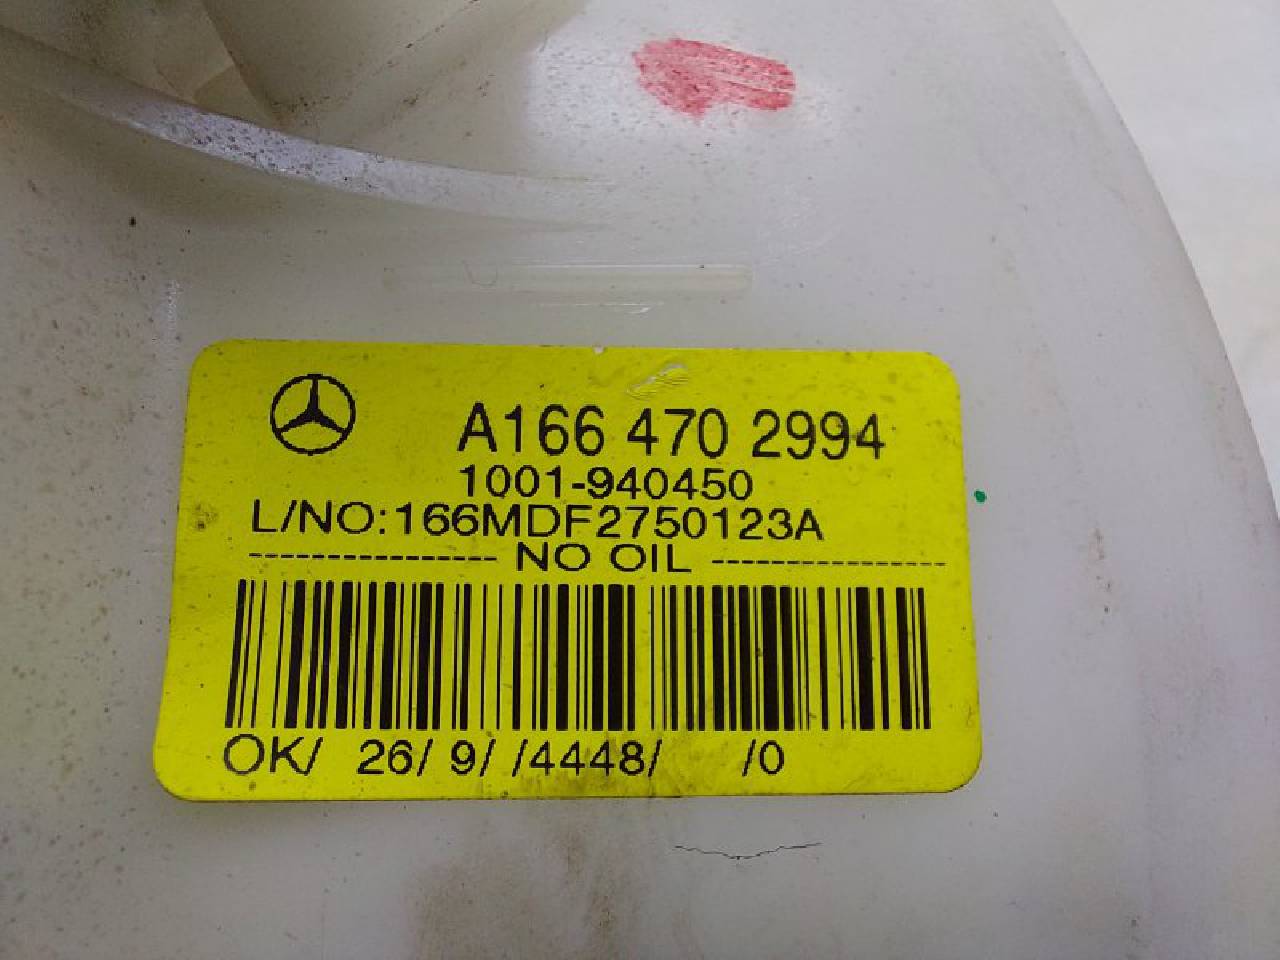 A166 470 2994
1001-940450
L/NO:166MDF2750123A
---------------- NO OIL ----------------
OK/ 26/ 9/ /4448/ /0